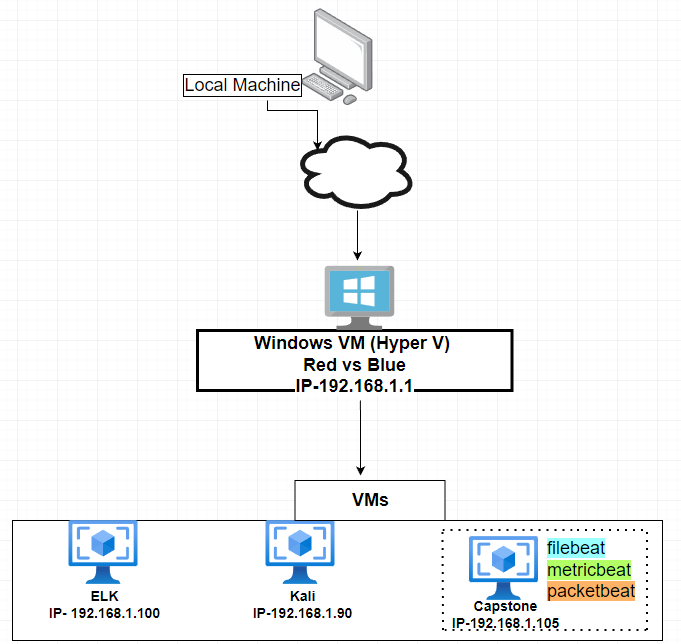 Local Machine
Windows VM (Hyper V)
Red vs Blue
IP-192.168.1.1
VMs
ELK
IP- 192.168.1.100
Kali
IP-192.168.1.90
filebeat
metricbeat
packetbeat
Capstone
IP-192.168.1.105